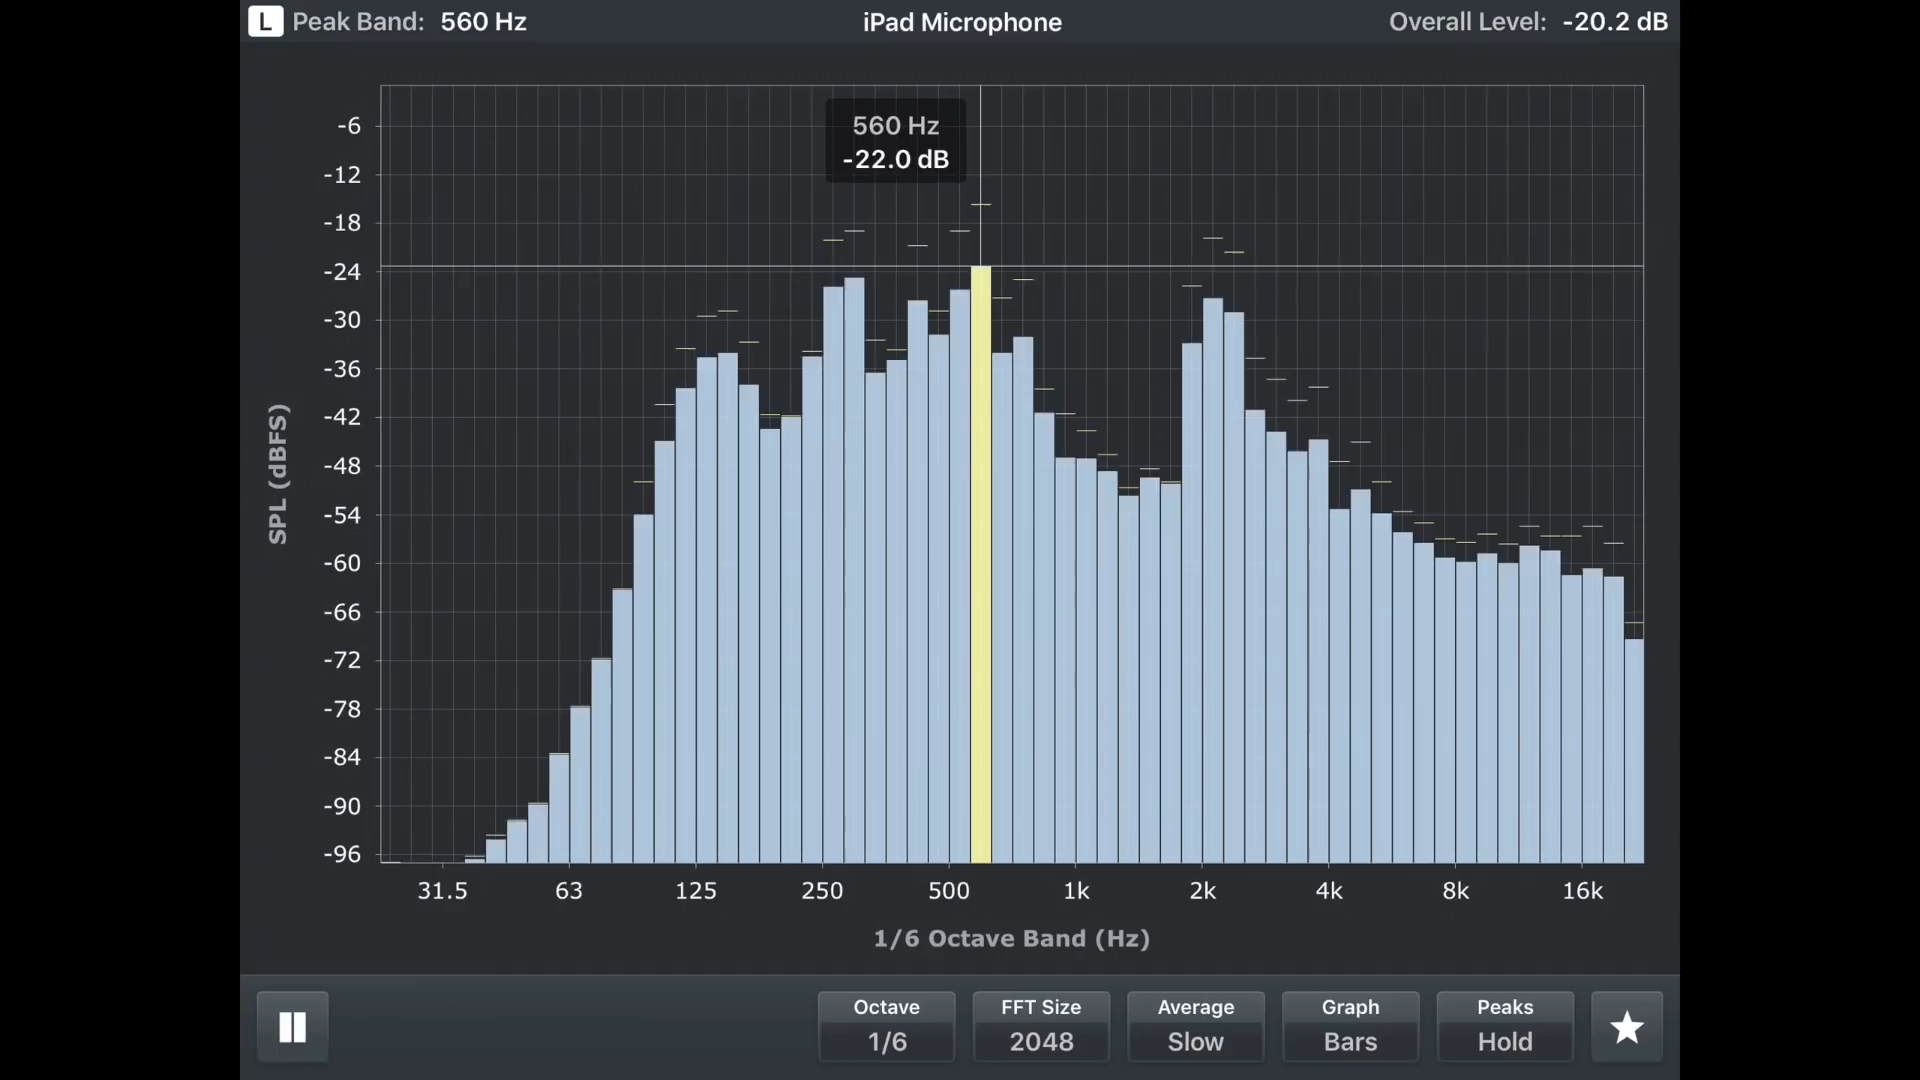 L Peak Band: 560 Hz
iPad Microphone
Overall Level: -20.2 dB
560 Hz
-22.0 dB
-6
-12
-18
-24
-30
-36
-42
-48
-54
-60
-66
-72
-78
-84
-90
-96
SPL (dBFS)
31.5 63 125 250 500 1k 2k 4k 8k 16k
1/6 Octave Band (Hz)
Octave
1/6
FFT Size
2048
Average
Slow
Graph
Bars
Peaks
Hold